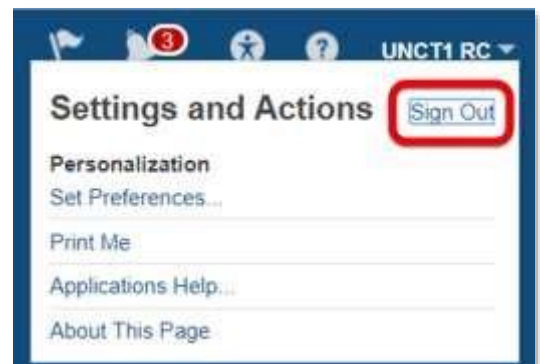 3 UNCT1 RC
Settings and Actions Sign Out
Personalization
Set Preferences...
Print Me
Applications Help...
About This Page